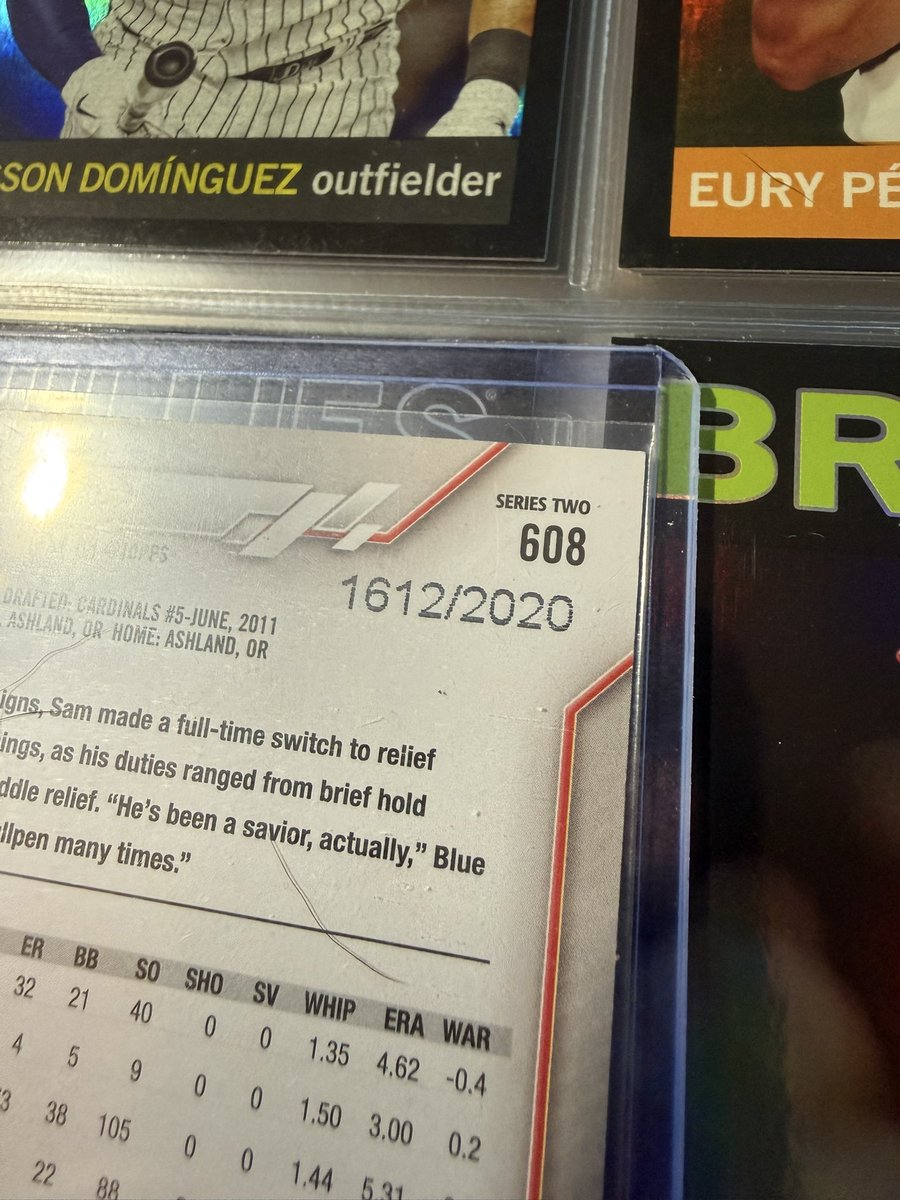 SON DOMÍNGUEZ outfielder
EURY PÉ
BR
SERIES TWO
608
1612/2020
DRAFTED: CARDINALS #5-JUNE, 2011
ASHLAND, OR HOME: ASHLAND, OR
igns, Sam made a full-time switch to relief
ings, as his duties ranged from brief hold
ddle relief. “He’s been a savior, actually,” Blue
llpen many times.”
ER BB SO SHO SV WHIP ERA WAR
32 21 40 0 0 1.35 4.62 -0.4
4 5 9 0 0 1.50 3.00 0.2
3 38 105 0 0 1.44 5.31
22 88